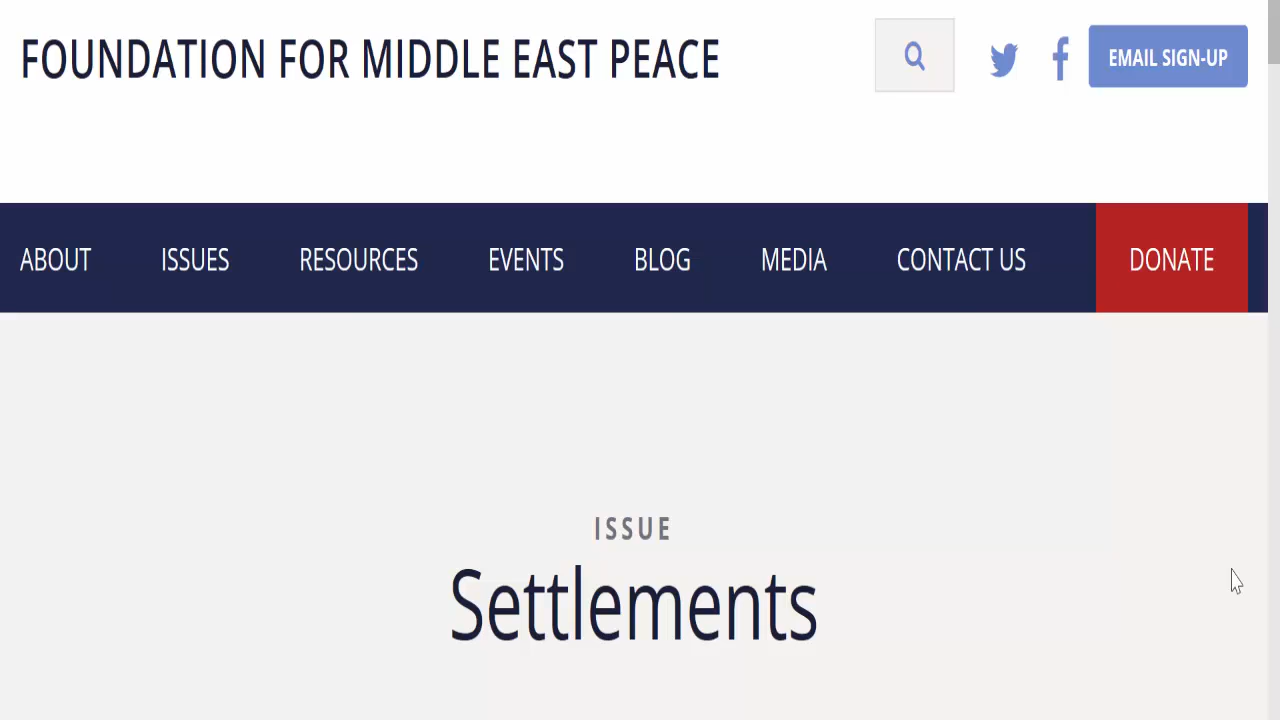 FOUNDATION FOR MIDDLE EAST PEACE
EMAIL SIGN-UP
ABOUT ISSUES RESOURCES EVENTS BLOG MEDIA CONTACT US DONATE
ISSUE
Settlements